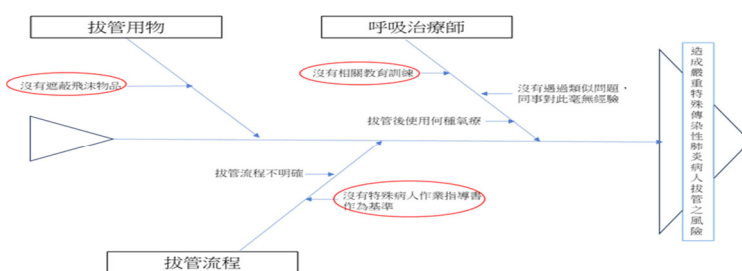 拔管用物
呼吸治療師
沒有遮蔽飛沫物品
沒有相關教育訓練
沒有遇過類似問題，
同事對此毫無經驗
拔管後使用何種氧療
拔管流程不明確
沒有特殊病人作業指導書
作為基準
拔管流程
造成嚴重特殊傳染性肺炎病人拔管之風險